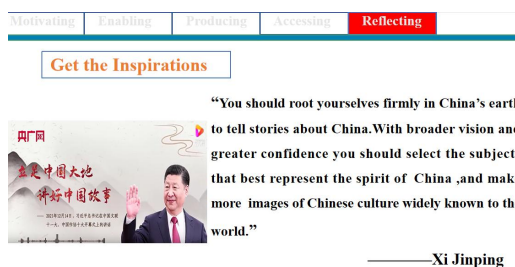 Motivating Enabling Producing Accessing Reflecting
Get the Inspirations
“You should root yourselves firmly in China’s eart
to tell stories about China.With broader vision an
greater confidence you should select the subject
that best represent the spirit of China ,and mak
more images of Chinese culture widely known to th
world.”
————Xi Jinping
央广网
立足中国大地
讲好中国故事